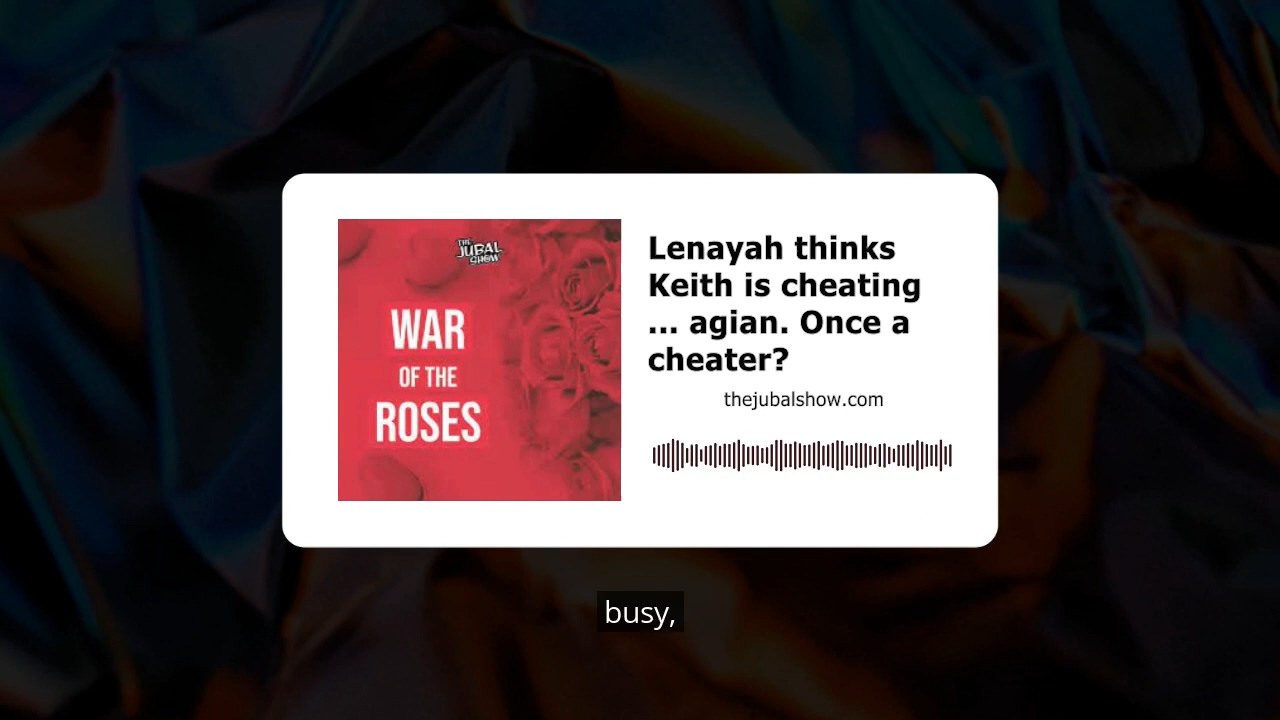 THE
JUBAL
SHOW
WAR
OF THE
ROSES
Lenayah thinks
Keith is cheating
... agian. Once a
cheater?
thejubalshow.com
busy,